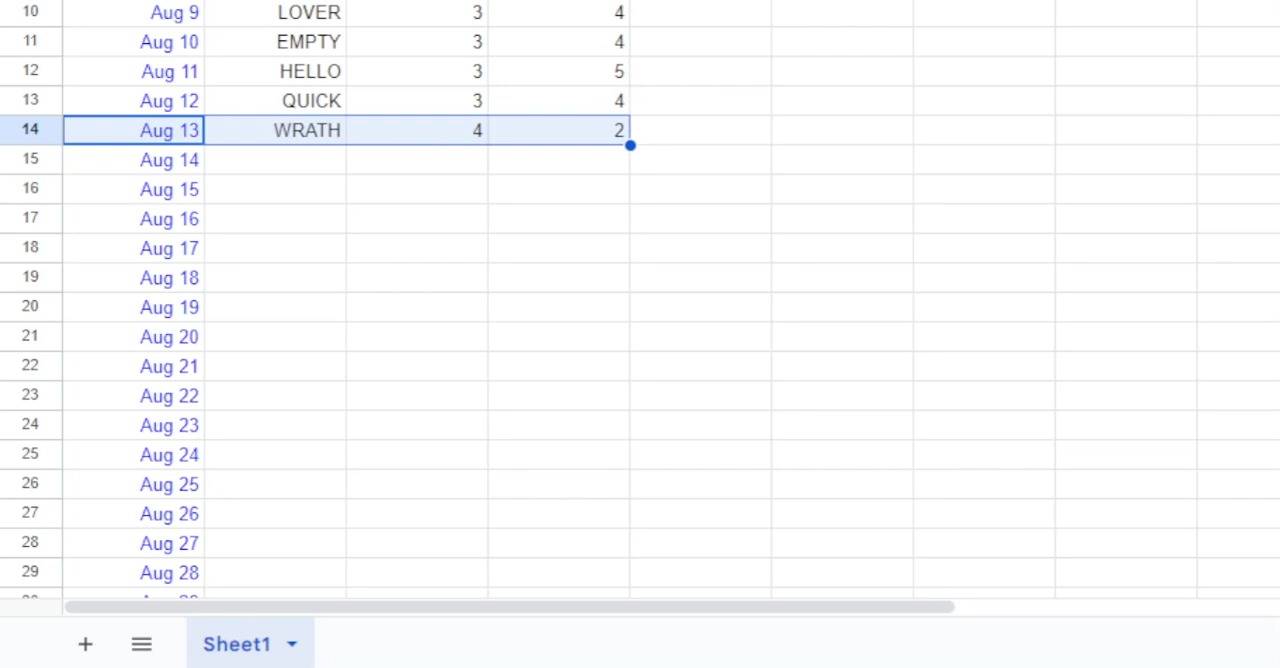 10 Aug 9 LOVER 3 4
11 Aug 10 EMPTY 3 4
12 Aug 11 HELLO 3 5
13 Aug 12 QUICK 3 4
14 Aug 13 WRATH 4 2
15 Aug 14
16 Aug 15
17 Aug 16
18 Aug 17
19 Aug 18
20 Aug 19
21 Aug 20
22 Aug 21
23 Aug 22
24 Aug 23
25 Aug 24
26 Aug 25
27 Aug 26
28 Aug 27
29 Aug 28
Sheet1